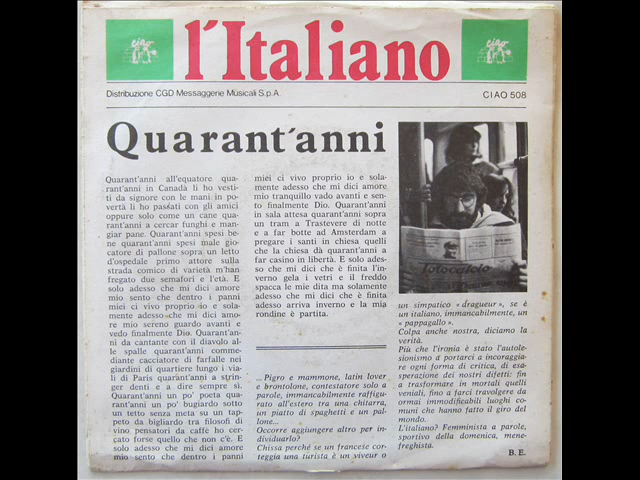 ciao
l'Italiano
ciao
Distribuzione CGD Messaggerie Musicali S.p.A.
CIAO 508
Quarant'anni
Quarant'anni all'equatore qua-
rant'anni in Canadà li ho vesti-
ti da signore con le mani in po-
vertà li ho passati con gli amici
oppure solo come un cane qua-
rant'anni a cercar funghi e man-
giar pane. Quarant'anni spesi be-
ne quarant'anni spesi male gio-
catore di pallone sopra un letto
d'ospedale primo attore sulla
strada comico di varietà m'han
fregato due semafori e l'età. E
solo adesso che mi dici amore
mio sento che dentro i panni
miei ci vivo proprio io e sola-
mente adesso che mi dici amo-
re mio sereno guardo avanti e
vedo finalmente Dio. Quarant'an-
ni da cantante con il diavolo al-
le spalle quarant'anni comme-
diante cacciatore di farfalle nei
giardini di quartiere lungo i via-
li di Paris quarant'anni a strin-
ger denti e a dire sempre sì.
Quarant'anni un po' poeta qua-
rant'anni un po' bugiardo sotto
un tetto senza meta su un tap-
peto da bigliardo tra filosofi di
vino pensatori da caffè ho cer-
cato forse quello che non c'è. E
solo adesso che mi dici amore
mio sento che dentro i panni
miei ci vivo proprio io e sola-
mente adesso che mi dici amore
mio tranquillo vado avanti e sen-
to finalmente Dio. Quarant'anni
in sala attesa quarant'anni sopra
un tram a Trastevere di notte
e a far botte ad Amsterdam a
pregare i santi in chiesa quelli
che la chiesa dà quarant'anni a
far casino in libertà. E solo ades-
so che mi dici che è finita l'in-
verno gela i vetri e il freddo
spacca le mie dita ma solamente
adesso che mi dici che è finita
adesso arriva inverno e la mia
rondine è partita.
... Pigro e mammone, latin lover
e brontolone, contestatore solo a
parole, immancabilmente raffigu-
rato all'estero tra una chitarra,
un piatto di spaghetti e un pal-
lone...
Occorre aggiungere altro per in-
dividuarlo?
Chissà perché se un francese cor-
teggia una turista è un viveur o
fotocalcio
un simpatico « dragueur », se è
un italiano, immancabilmente, un
« pappagallo ».
Colpa anche nostra, diciamo la
verità.
Più che l'ironia è stato l'autole-
sionismo a portarci a incoraggia-
re ogni forma di critica, di esa-
sperazione dei nostri difetti: fin
a trasformare in mortali quelli
veniali, fino a farci travolgere da
ormai immodificabili luoghi co-
muni che hanno fatto il giro del
mondo.
L'italiano? Femminista a parole,
sportivo della domenica, mene-
freghista.
B. E.